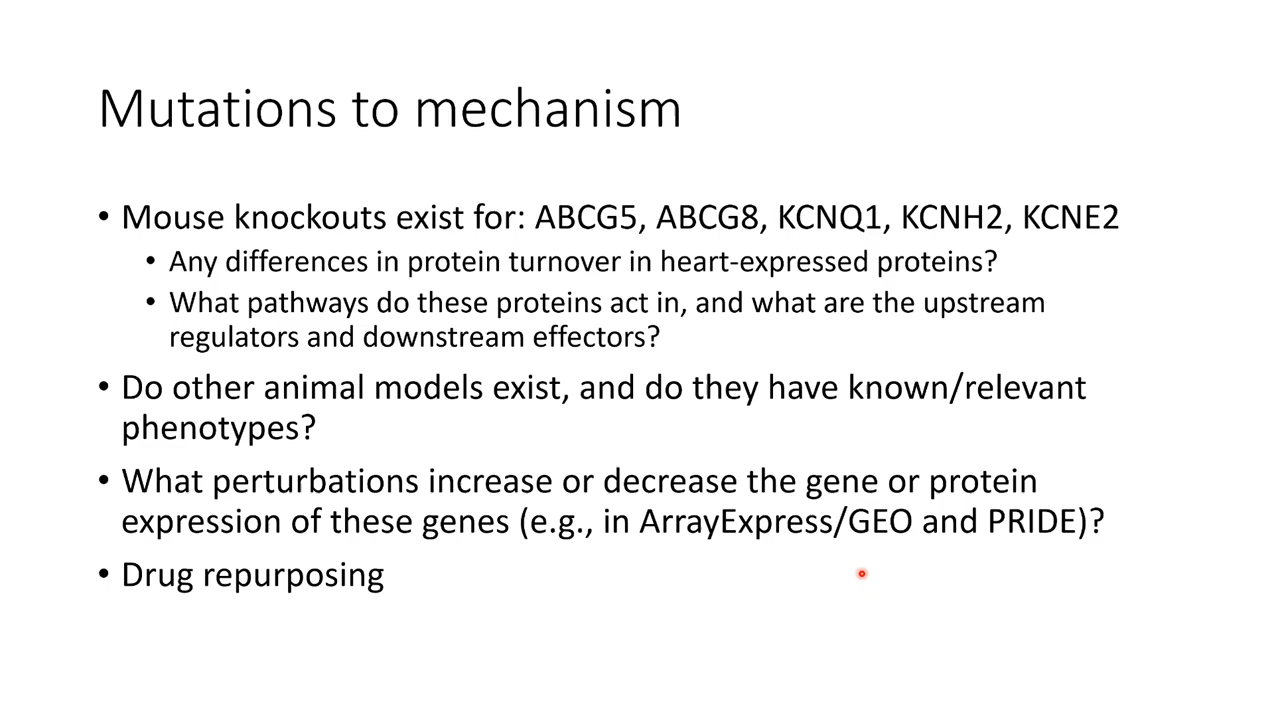 Mutations to mechanism
• Mouse knockouts exist for: ABCG5, ABCG8, KCNQ1, KCNH2, KCNE2
• Any differences in protein turnover in heart-expressed proteins?
• What pathways do these proteins act in, and what are the upstream
regulators and downstream effectors?
• Do other animal models exist, and do they have known/relevant
phenotypes?
• What perturbations increase or decrease the gene or protein
expression of these genes (e.g., in ArrayExpress/GEO and PRIDE)?
• Drug repurposing